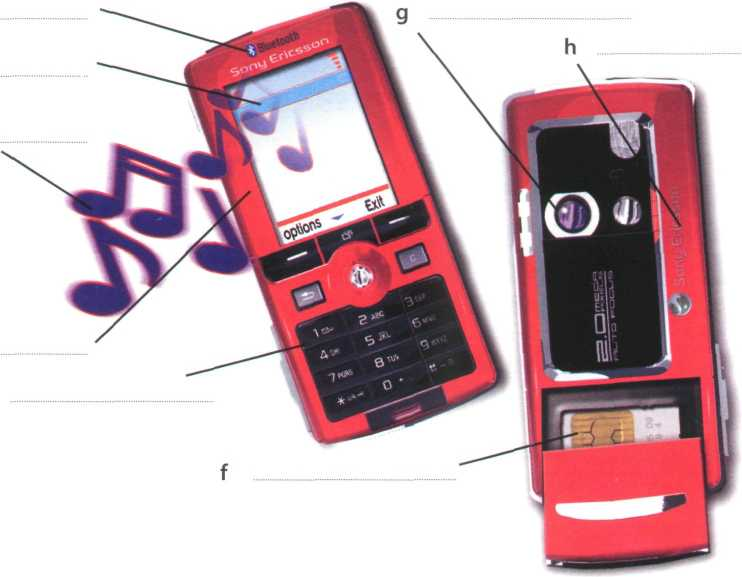 g
h
Bluetooth
Sony Ericsson
options
Exit
C
1
2 ABC
3 DEF
4 GHI
5 JKL
6 MNO
7 PQRS
8 TUV
9 WXYZ
*
0 +
#
Sony Ericsson
2.0 MEGA PIXELS
AUTO FOCUS
f